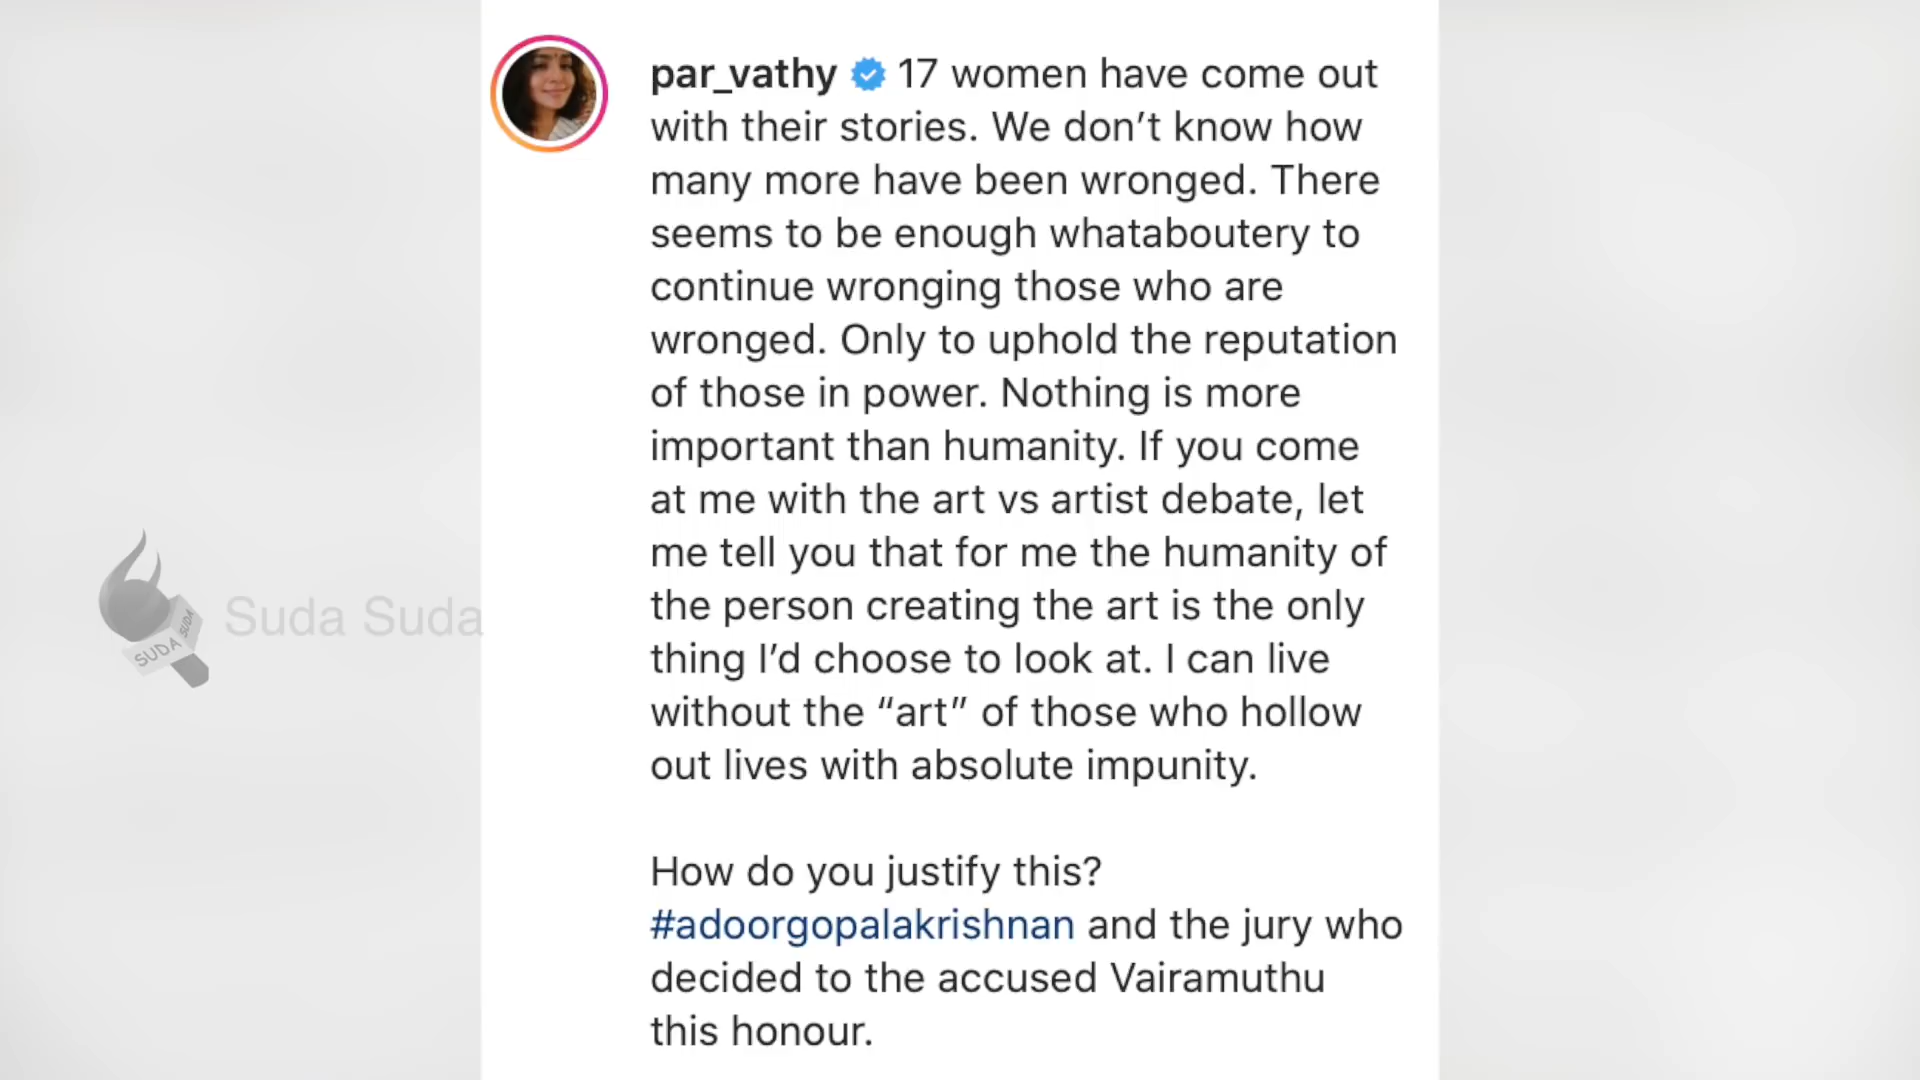 par_vathy 17 women have come out
with their stories. We don’t know how
many more have been wronged. There
seems to be enough whataboutery to
continue wronging those who are
wronged. Only to uphold the reputation
of those in power. Nothing is more
important than humanity. If you come
at me with the art vs artist debate, let
me tell you that for me the humanity of
the person creating the art is the only
thing I’d choose to look at. I can live
without the “art” of those who hollow
out lives with absolute impunity.
How do you justify this?
#adoorgopalakrishnan and the jury who
decided to the accused Vairamuthu
this honour.
Suda Suda
SUDA
SUDA